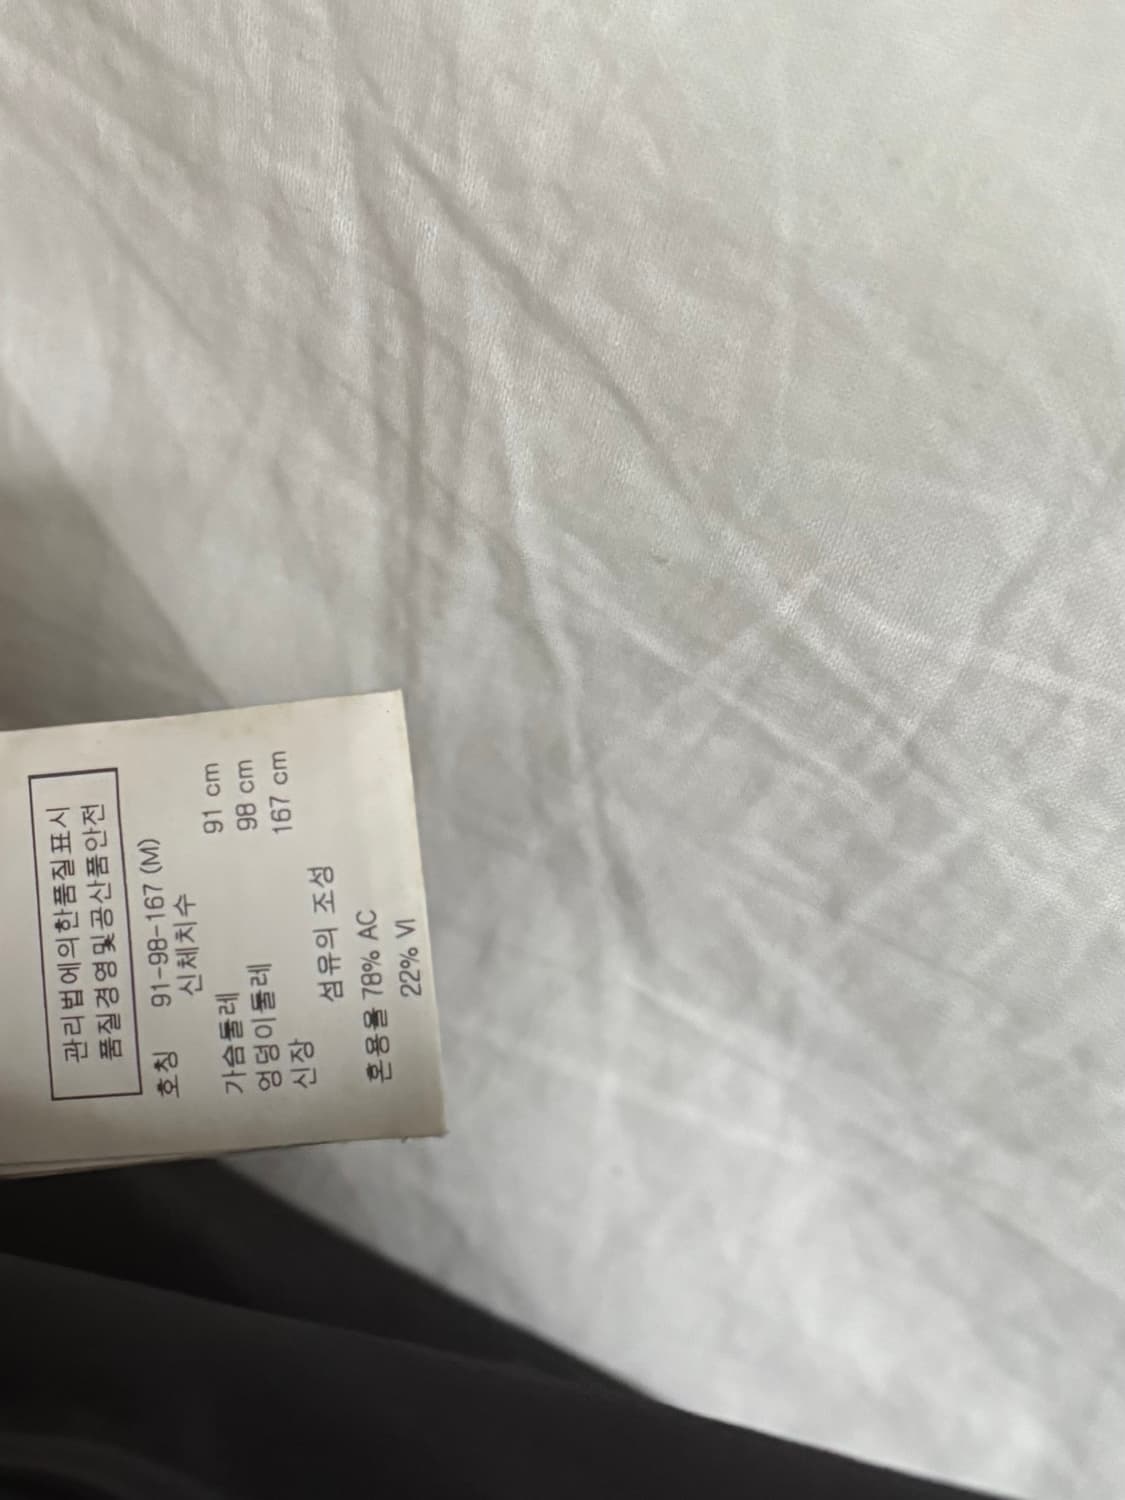 품질경영및공산품안전
관리법에의한품질표시
호칭 91-98-167 (M)
신체치수
가슴둘레 91 cm
엉덩이둘레 98 cm
신장 167 cm
섬유의 조성
혼용율 78% AC
22% VI